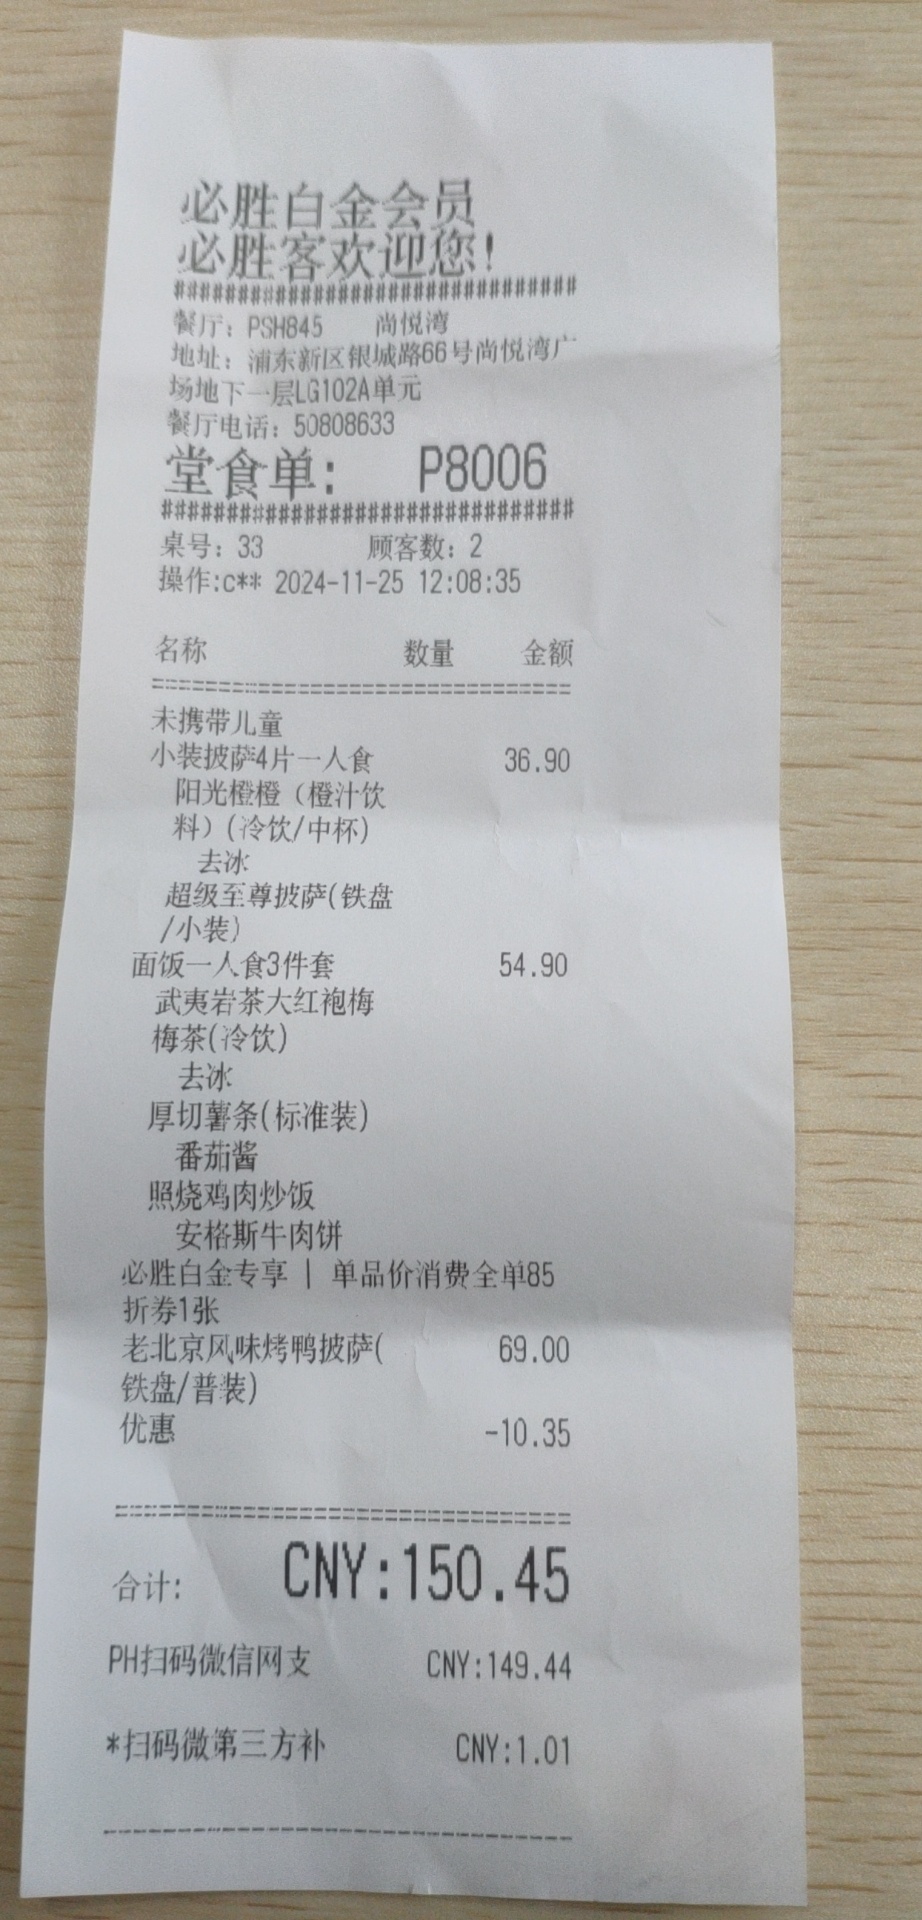 必胜白金会员
必胜客欢迎您!
################################
餐厅: PSH845 尚悦湾
地址: 浦东新区银城路66号尚悦湾广
场地下一层LG102A单元
餐厅电话: 50808633
堂食单: P8006
################################
桌号: 33 顾客数: 2
操作:c** 2024-11-25 12:08:35
名称 数量 金额
================================
未携带儿童
小装披萨4片一人食 36.90
阳光橙橙（橙汁饮
料）(冷饮/中杯)
去冰
超级至尊披萨(铁盘
/小装)
面饭一人食3件套 54.90
武夷岩茶大红袍梅
梅茶(冷饮)
去冰
厚切薯条(标准装)
番茄酱
照烧鸡肉炒饭
安格斯牛肉饼
必胜白金专享 | 单品价消费全单85
折券1张
老北京风味烤鸭披萨( 69.00
铁盘/普装)
优惠 -10.35
================================
合计: CNY:150.45
PH扫码微信网支 CNY:149.44
*扫码微第三方补 CNY:1.01
--------------------------------